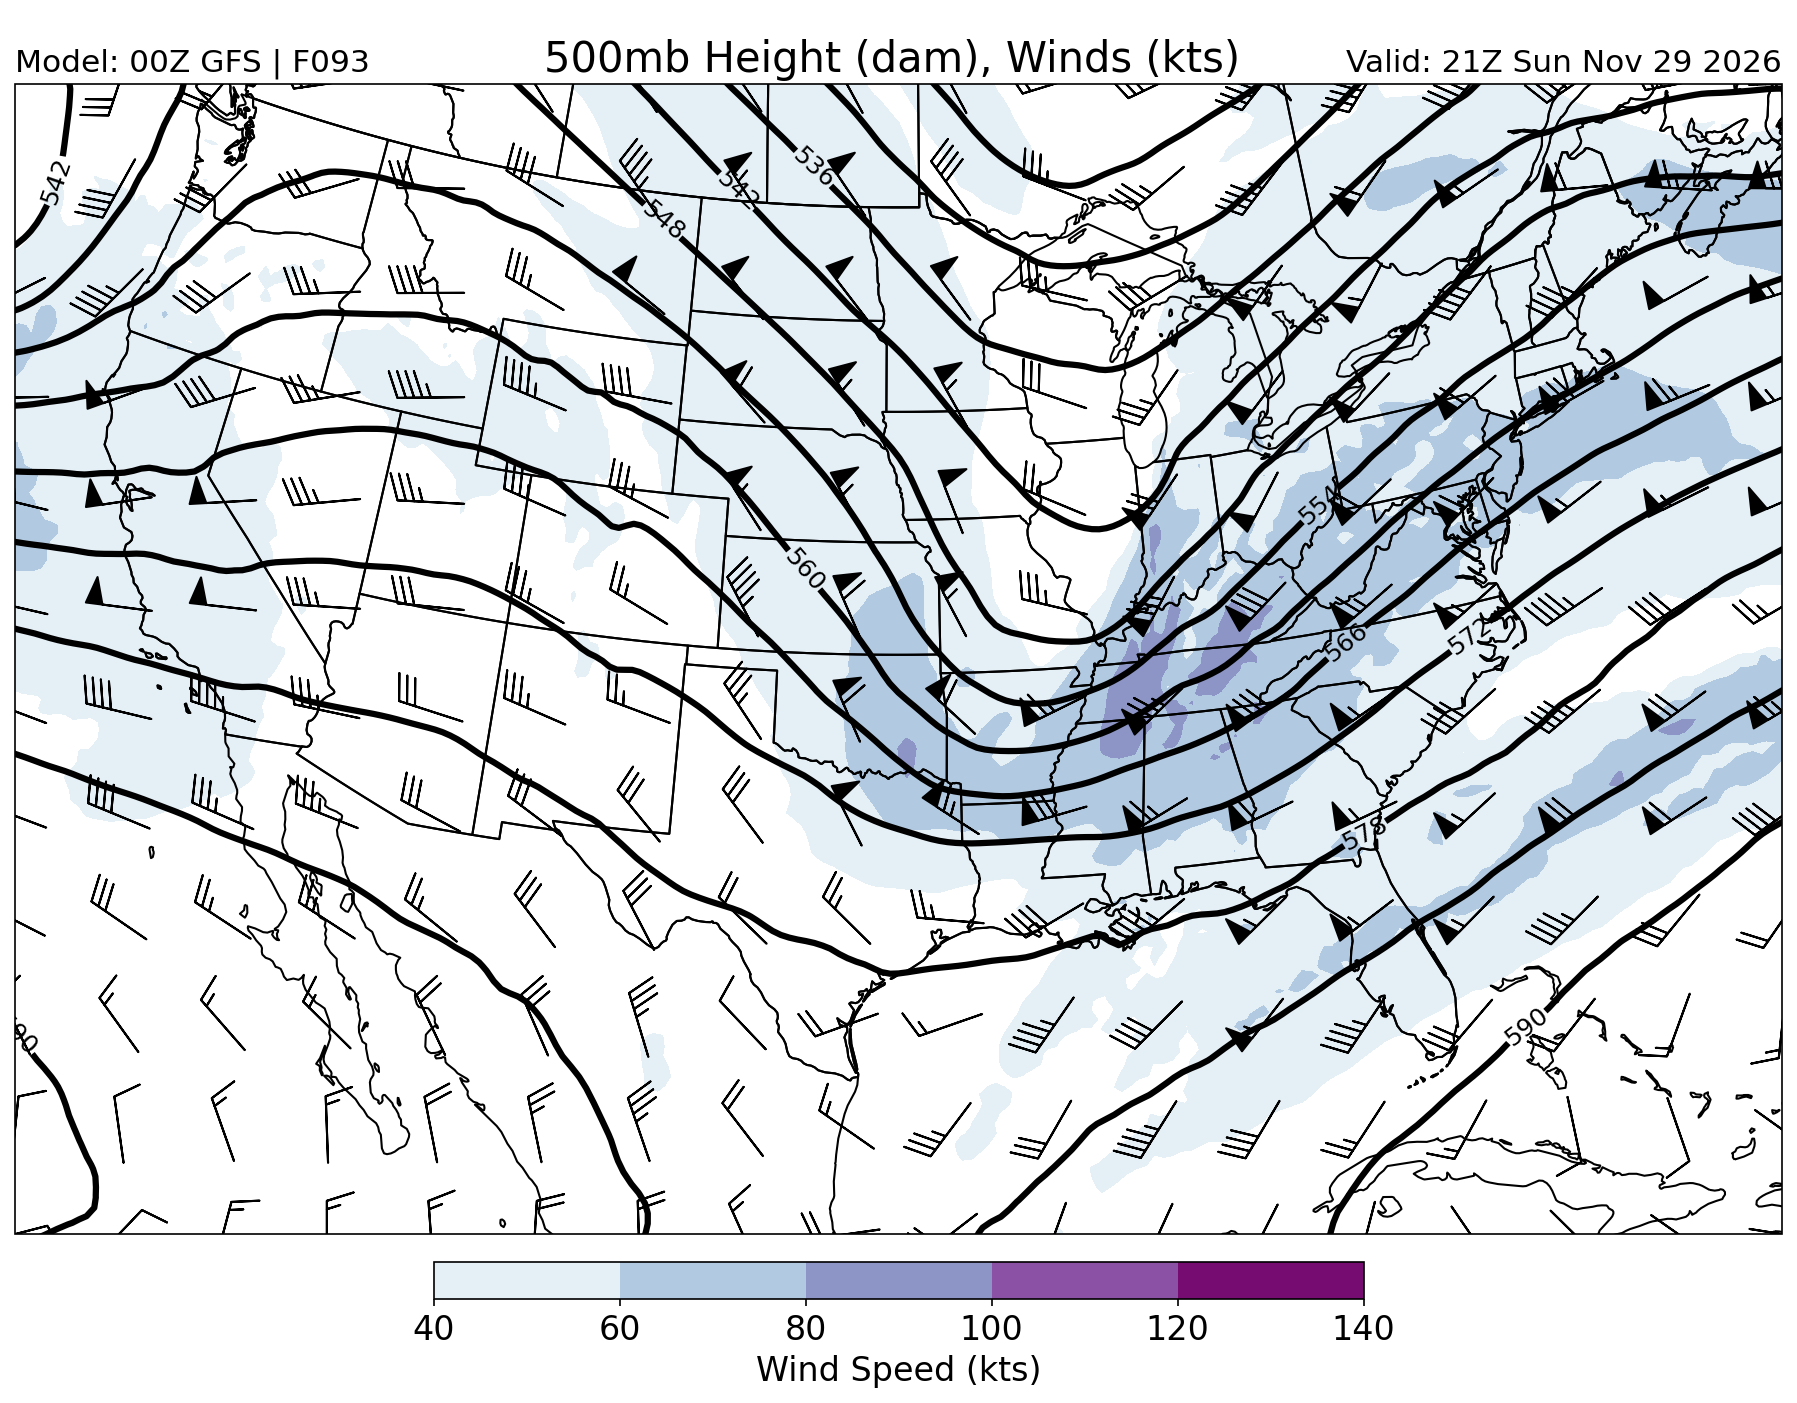 Model: 00Z GFS | F093
500mb Height (dam), Winds (kts)
Valid: 21Z Sun Nov 29 2026
542
536
542
548
554
560
566
572
578
590
90
40 60 80 100 120 140
Wind Speed (kts)